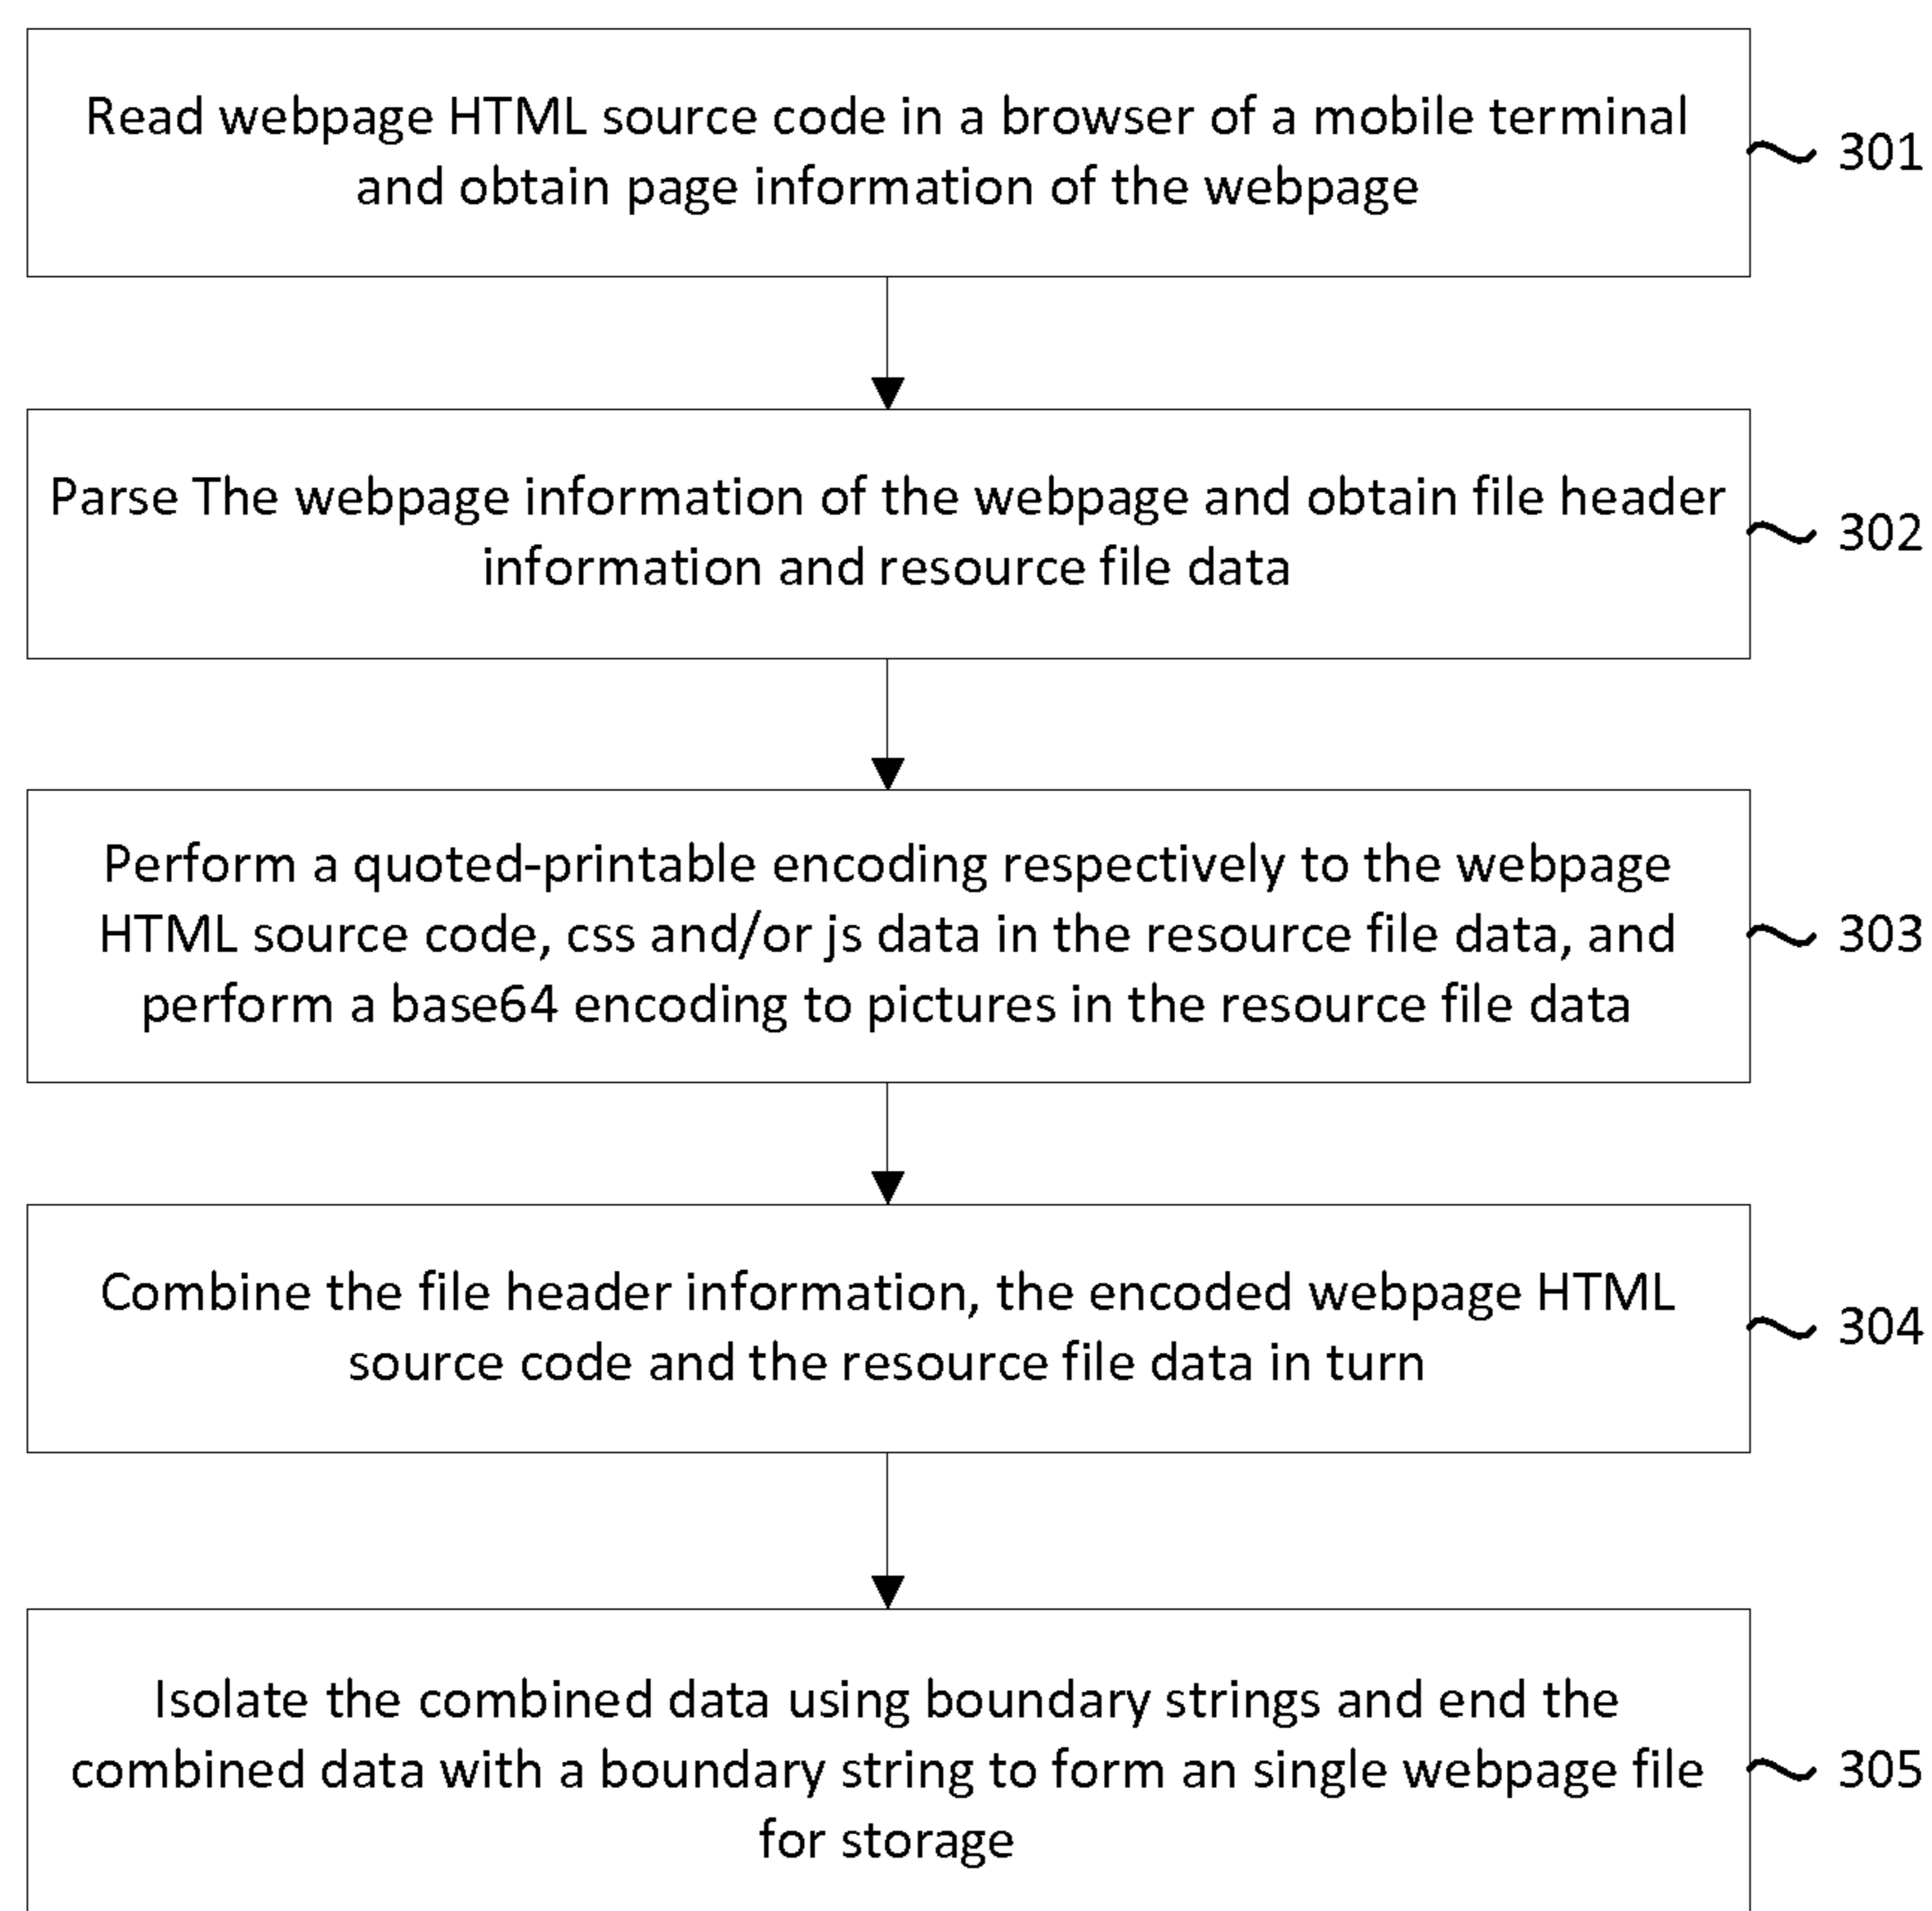 Read webpage HTML source code in a browser of a mobile terminal
and obtain page information of the webpage
301
Parse The webpage information of the webpage and obtain file header
information and resource file data
302
Perform a quoted-printable encoding respectively to the webpage
HTML source code, css and/or js data in the resource file data, and
perform a base64 encoding to pictures in the resource file data
303
Combine the file header information, the encoded webpage HTML
source code and the resource file data in turn
304
Isolate the combined data using boundary strings and end the
combined data with a boundary string to form an single webpage file
for storage
305